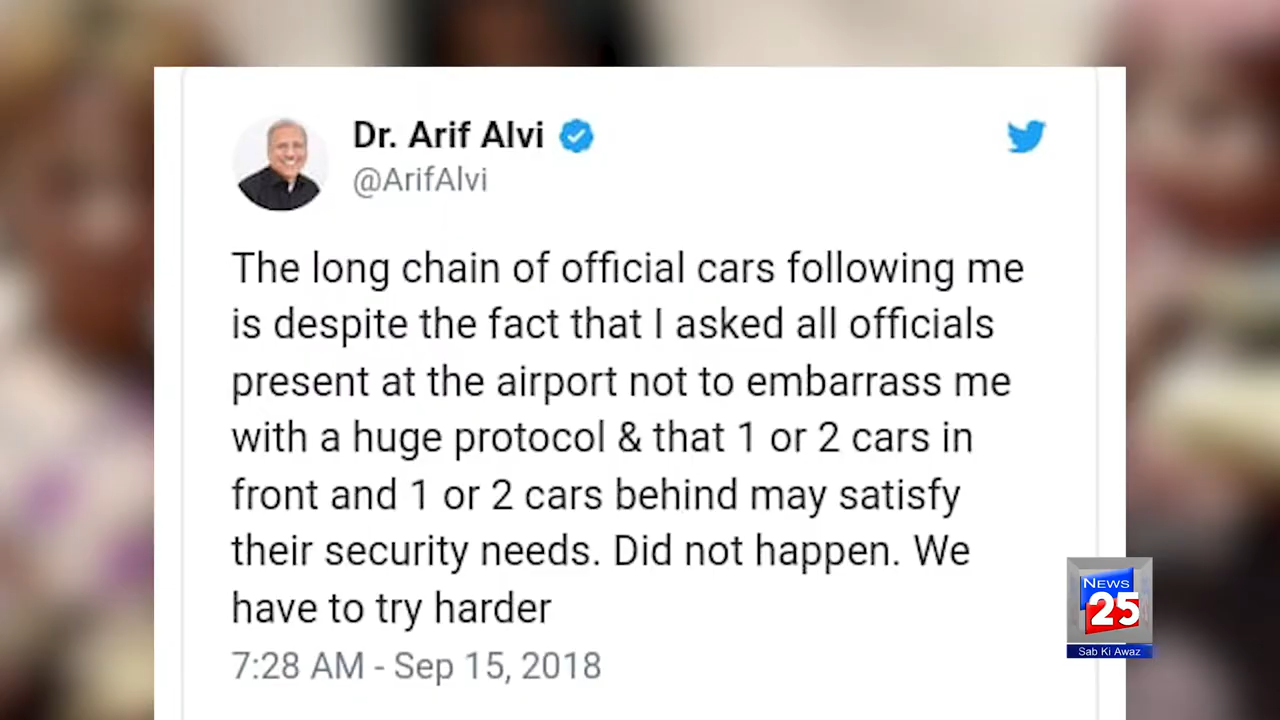 Dr. Arif Alvi
@ArifAlvi
The long chain of official cars following me
is despite the fact that I asked all officials
present at the airport not to embarrass me
with a huge protocol & that 1 or 2 cars in
front and 1 or 2 cars behind may satisfy
their security needs. Did not happen. We
have to try harder
7:28 AM - Sep 15, 2018
NEWS
25
Sab Ki Awaz